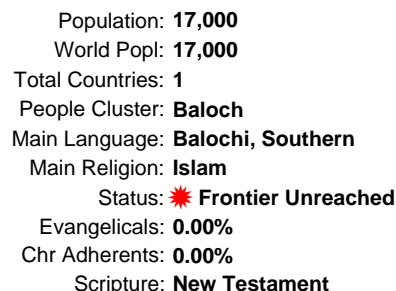 Population: 17,000
World Popl: 17,000
Total Countries: 1
People Cluster: Baloch
Main Language: Balochi, Southern
Main Religion: Islam
Status: Frontier Unreached
Evangelicals: 0.00%
Chr Adherents: 0.00%
Scripture: New Testament